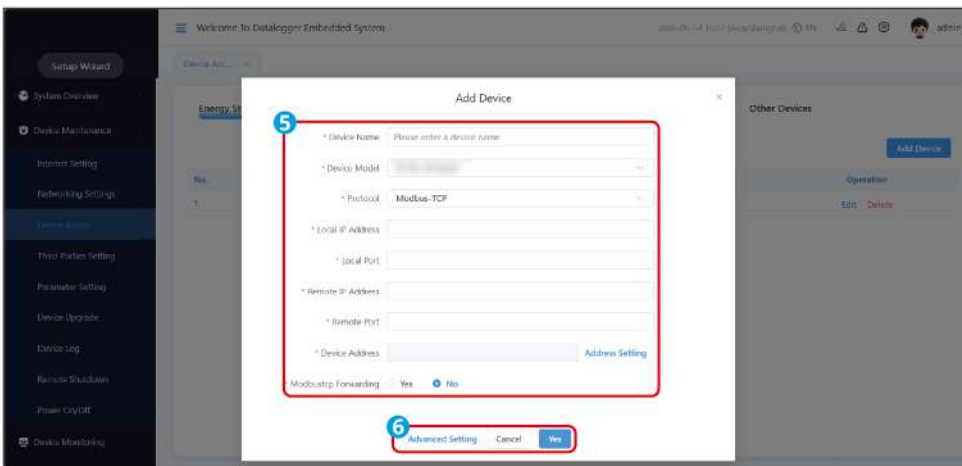 Welcome To Datalogger Embedded System
EN
admin
Setup Wizard
System Overview
Device Maintenance
Internet Setting
Networking Settings
Third-Parties Setting
Parameter Setting
Device Upgrade
Device Log
Remote Shutdown
Power On/Off
Device Monitoring
Energy St
Other Devices
Add Device
No.
Operation
1
Edit Delete
Add Device
5
* Device Name Please enter a device name
* Device Model
* Protocol Modbus-TCP
* Local IP Address
* Local Port
* Remote IP Address
* Remote Port
* Device Address Address Setting
* Modbustcp Forwarding Yes No
6
Advanced Setting Cancel Yes